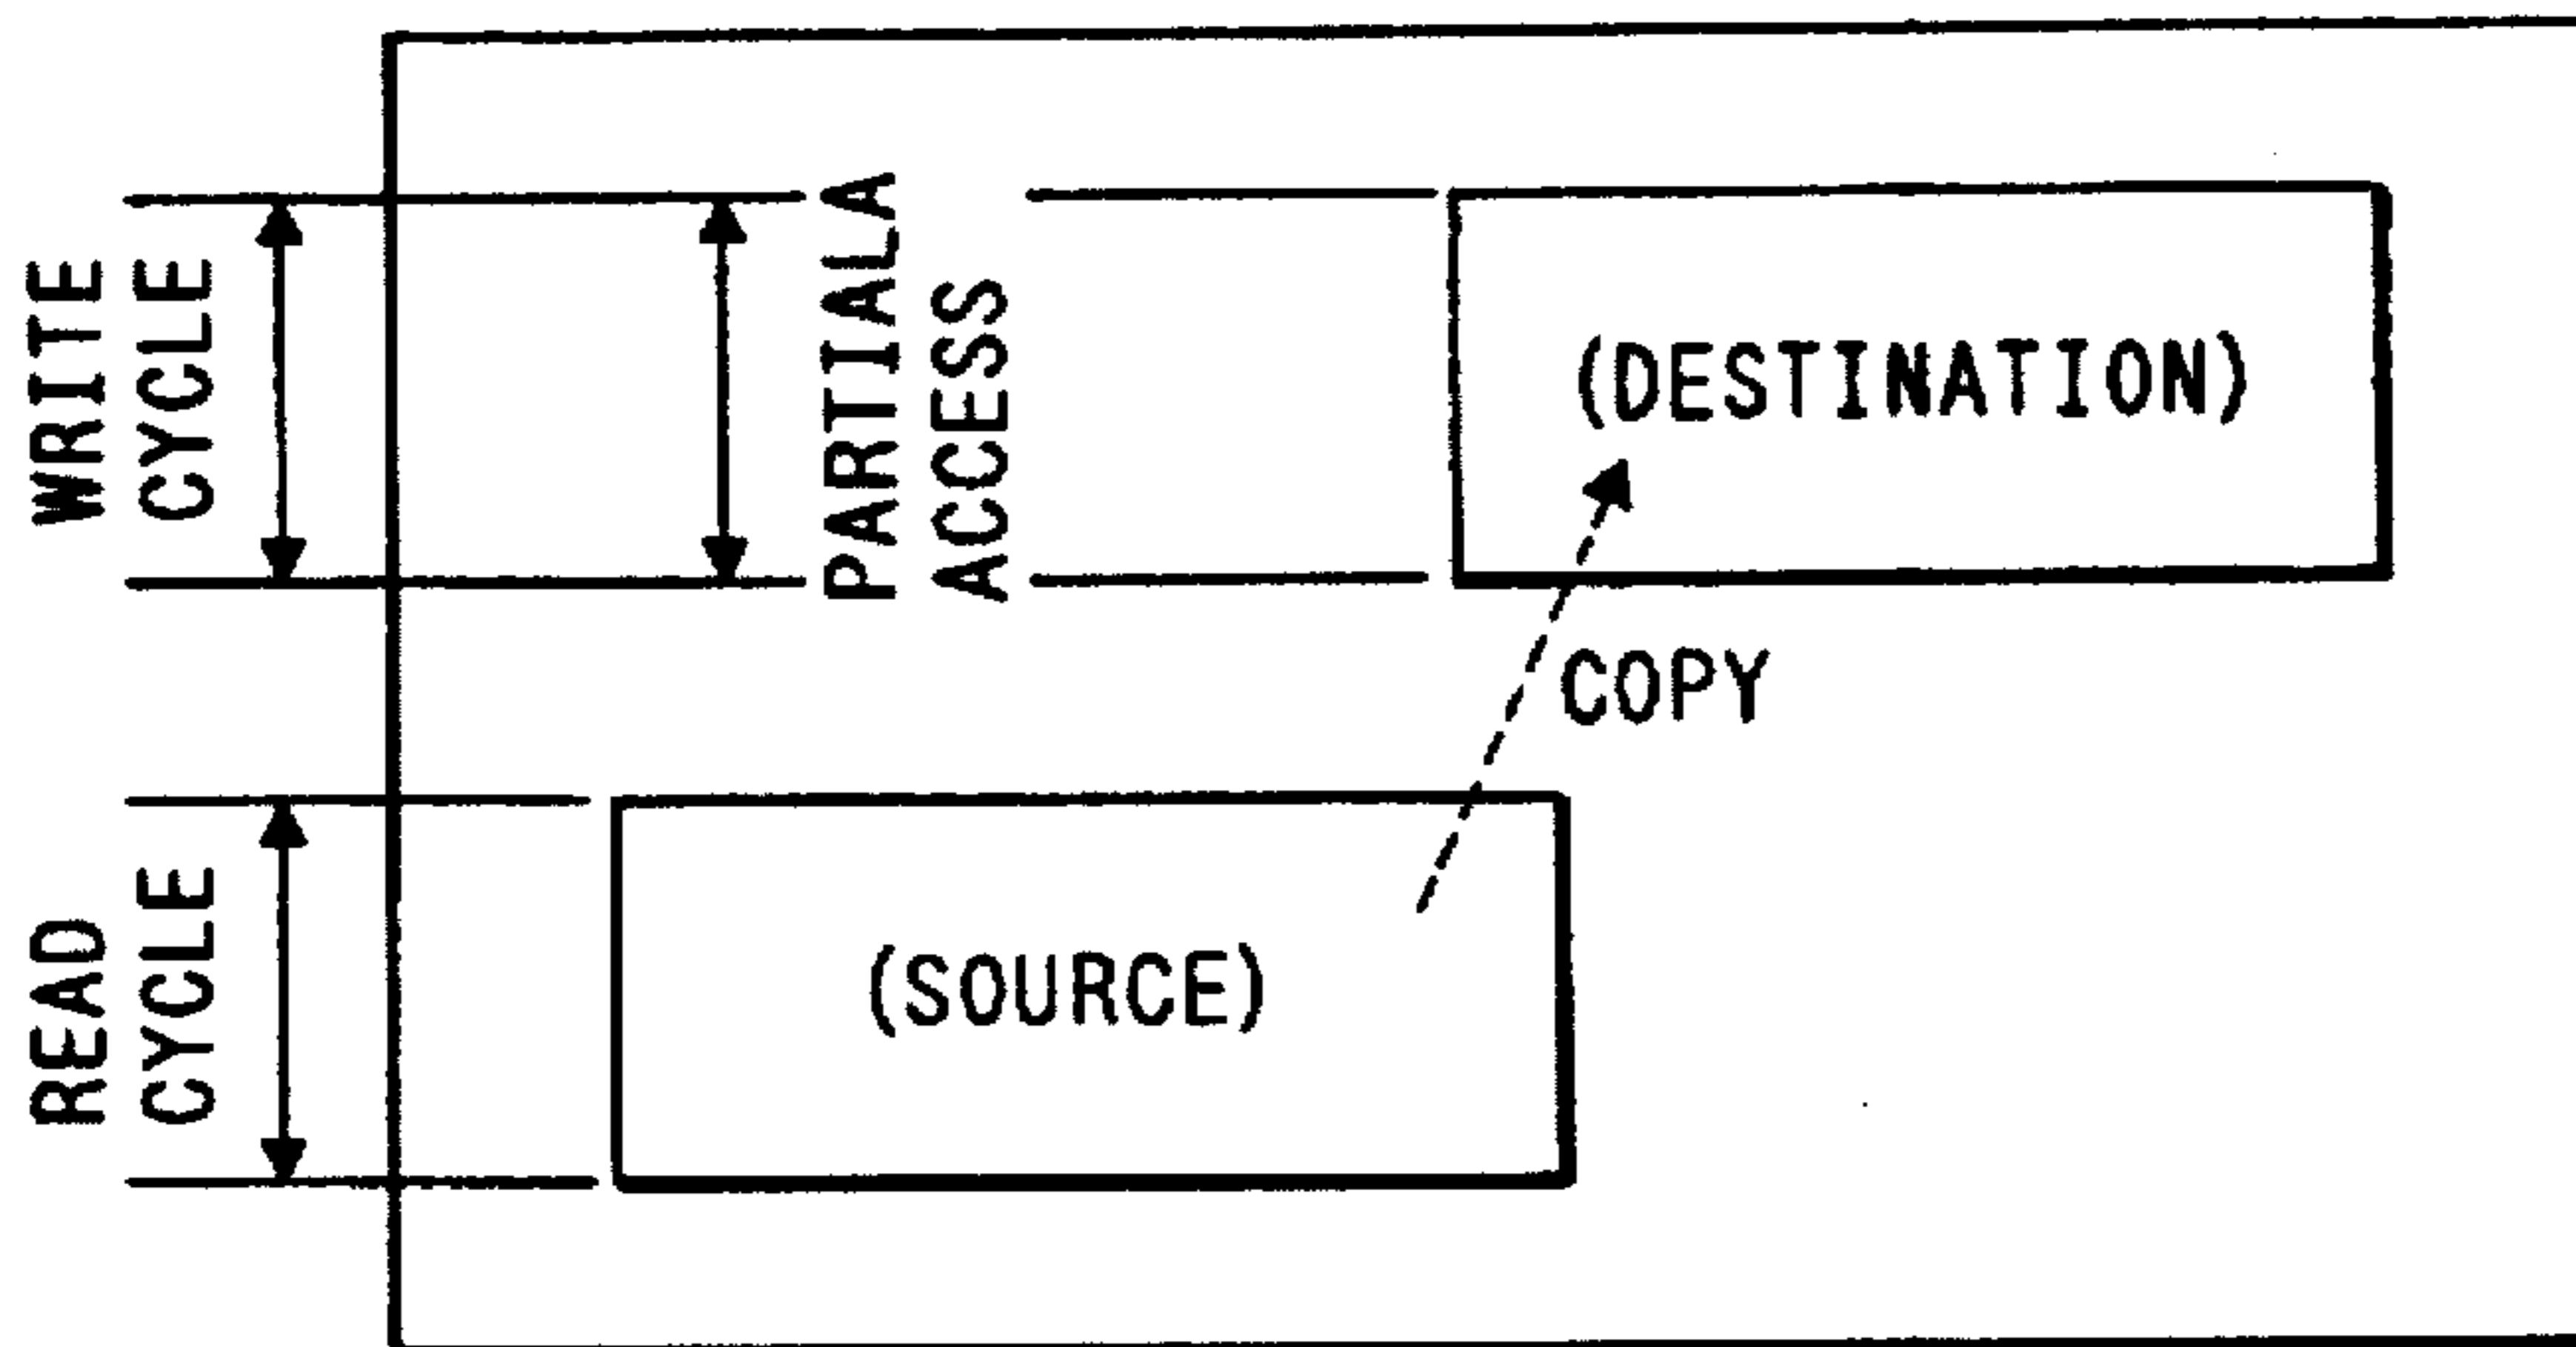 WRITE
CYCLE
PARTIALA
ACCESS
(DESTINATION)
COPY
READ
CYCLE
(SOURCE)